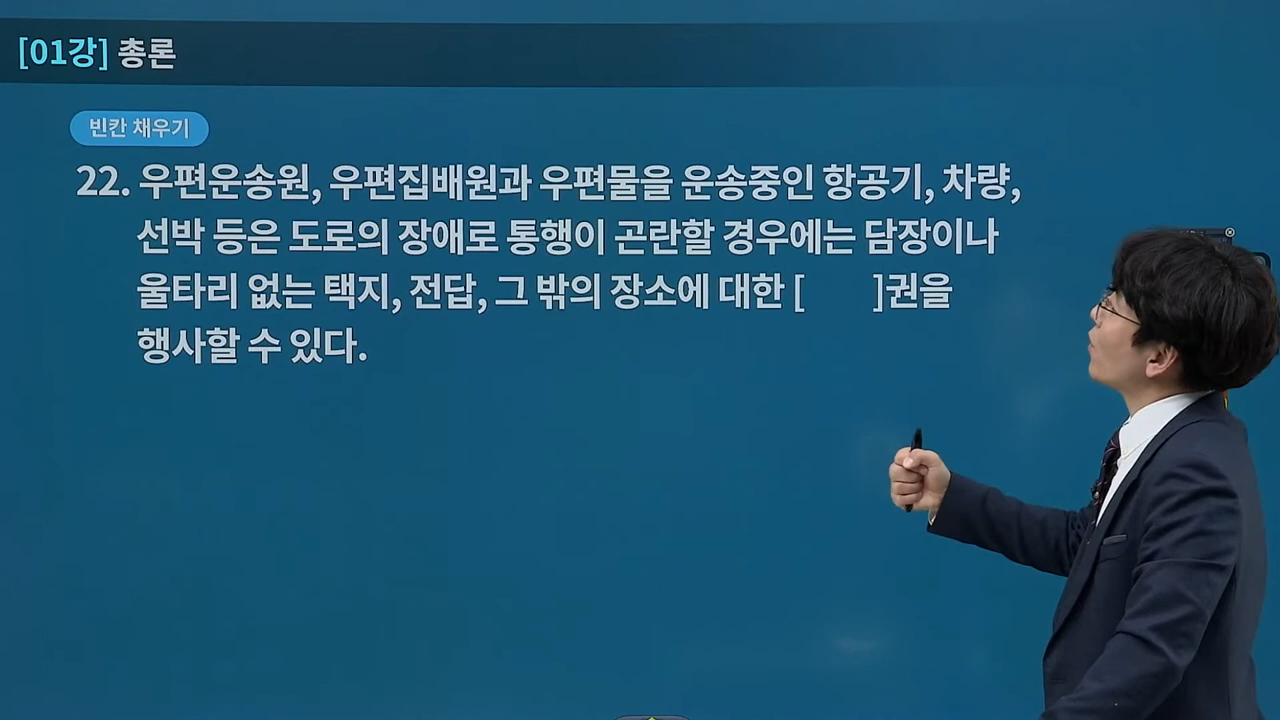 [01강] 총론
빈칸 채우기
22. 우편운송원, 우편집배원과 우편물을 운송중인 항공기, 차량,
선박 등은 도로의 장애로 통행이 곤란할 경우에는 담장이나
울타리 없는 택지, 전답, 그 밖의 장소에 대한 [ ]권을
행사할 수 있다.